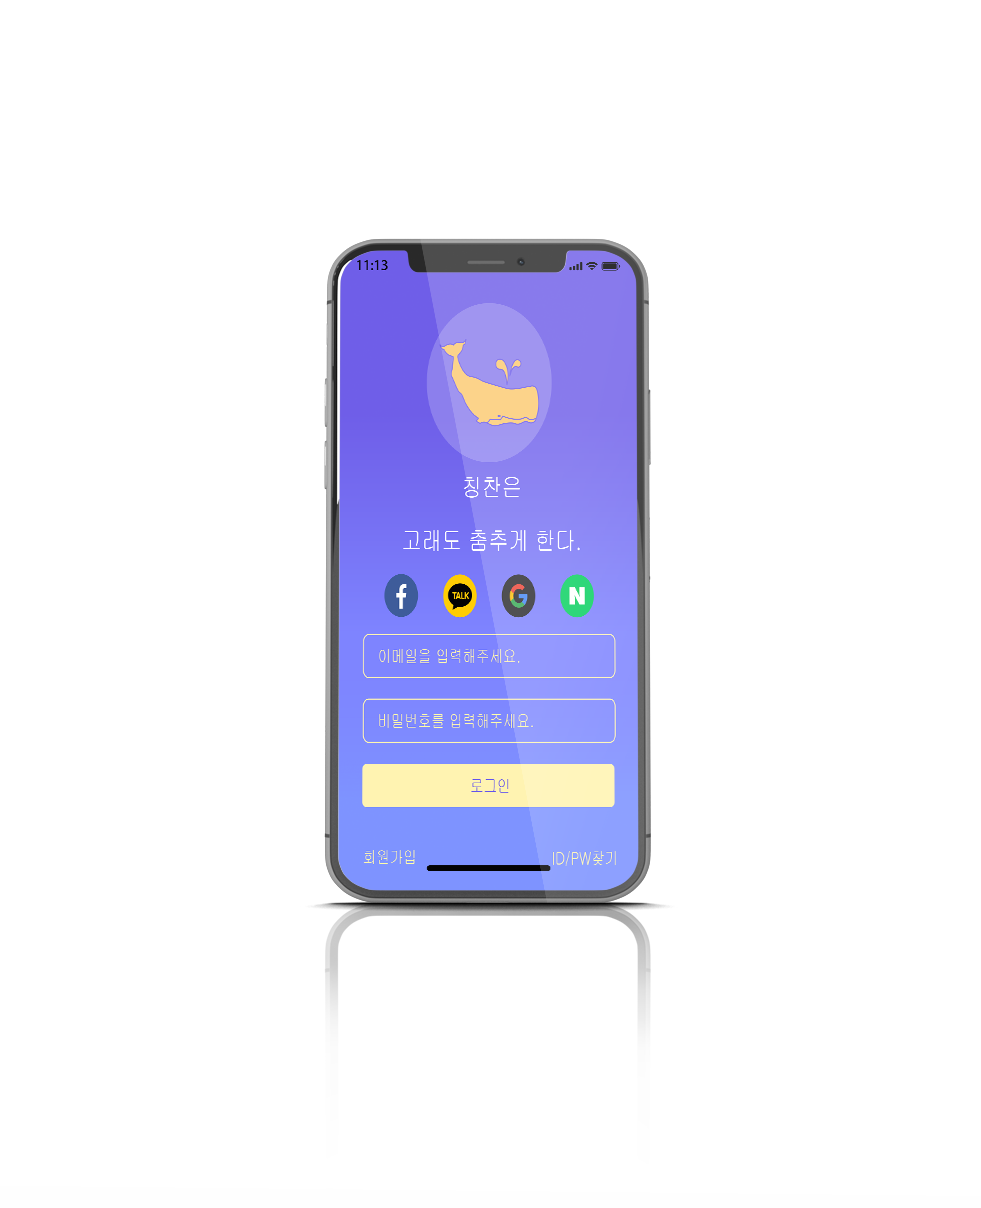 11:13
칭찬은
고래도 춤추게 한다.
f TALK G N
이메일을 입력해주세요.
비밀번호를 입력해주세요.
로그인
회원가입 ID/PW찾기